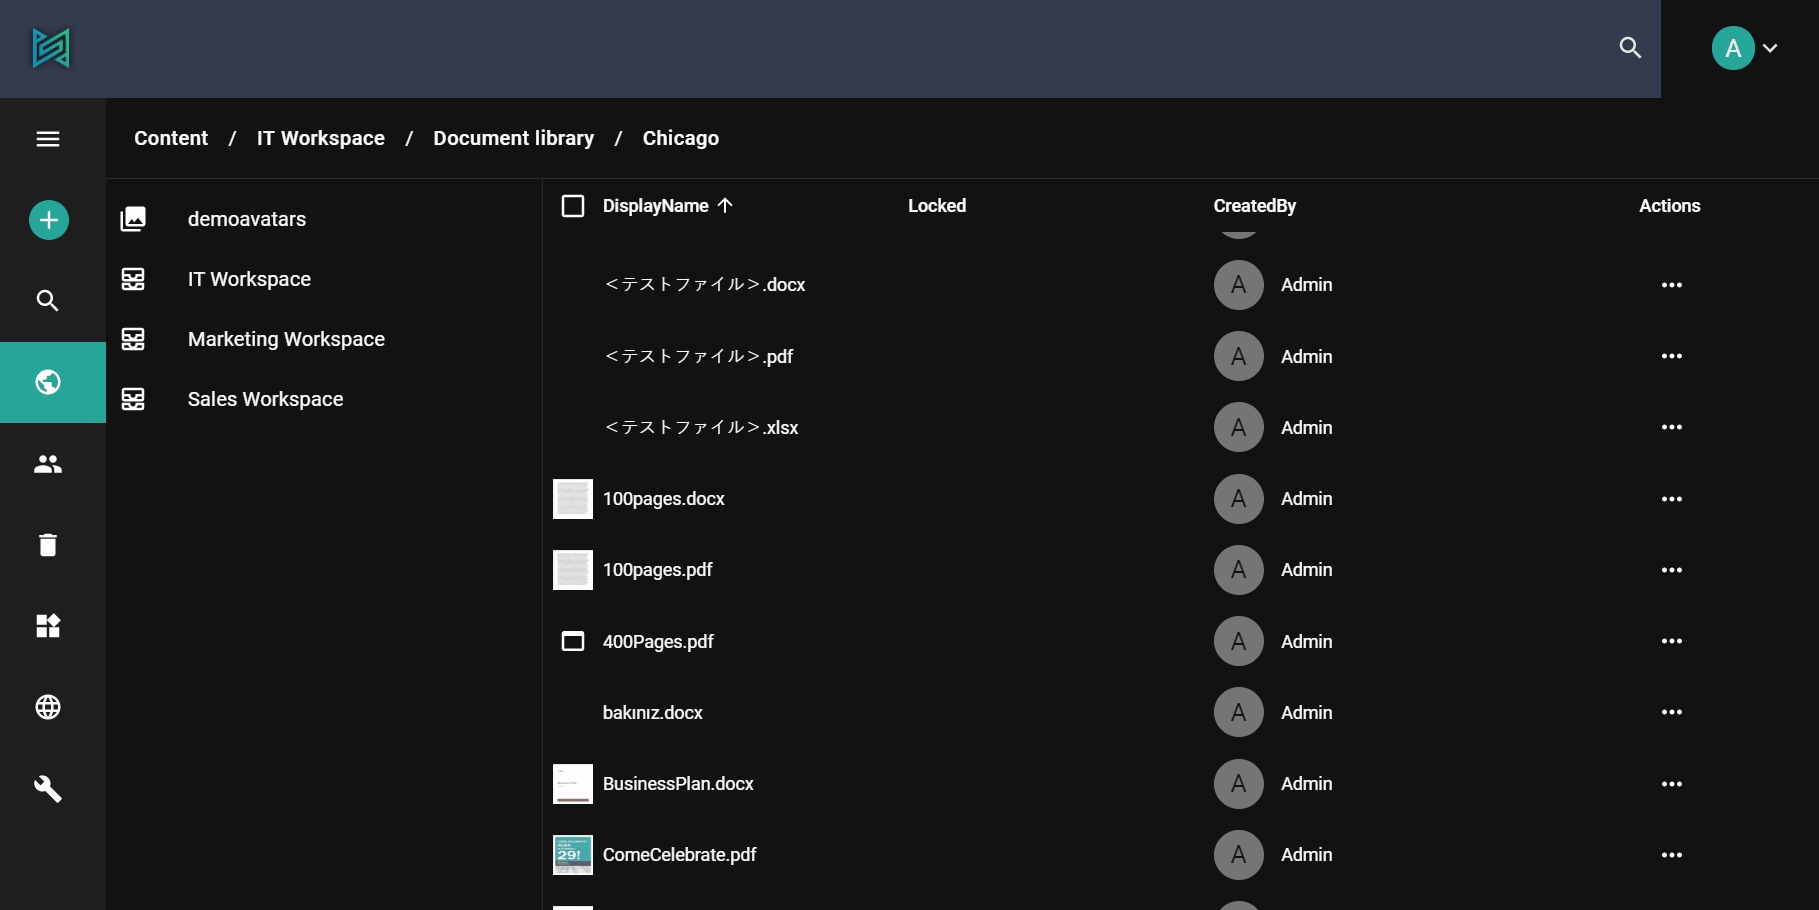 A
Content / IT Workspace / Document library / Chicago
demoavatars
IT Workspace
Marketing Workspace
Sales Workspace
DisplayName Locked CreatedBy Actions
＜テストファイル＞.docx A Admin
＜テストファイル＞.pdf A Admin
＜テストファイル＞.xlsx A Admin
100pages.docx A Admin
100pages.pdf A Admin
400Pages.pdf A Admin
bakınız.docx A Admin
BusinessPlan.docx A Admin
29!
ComeCelebrate.pdf A Admin